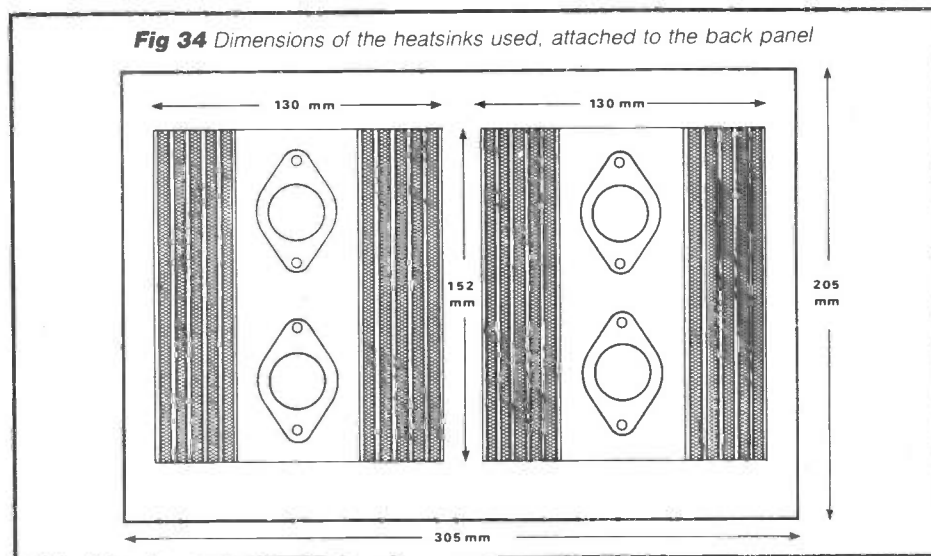 Fig 34 Dimensions of the heatsinks used, attached to the back panel
130 mm
130 mm
152
mm
205
mm
305 mm